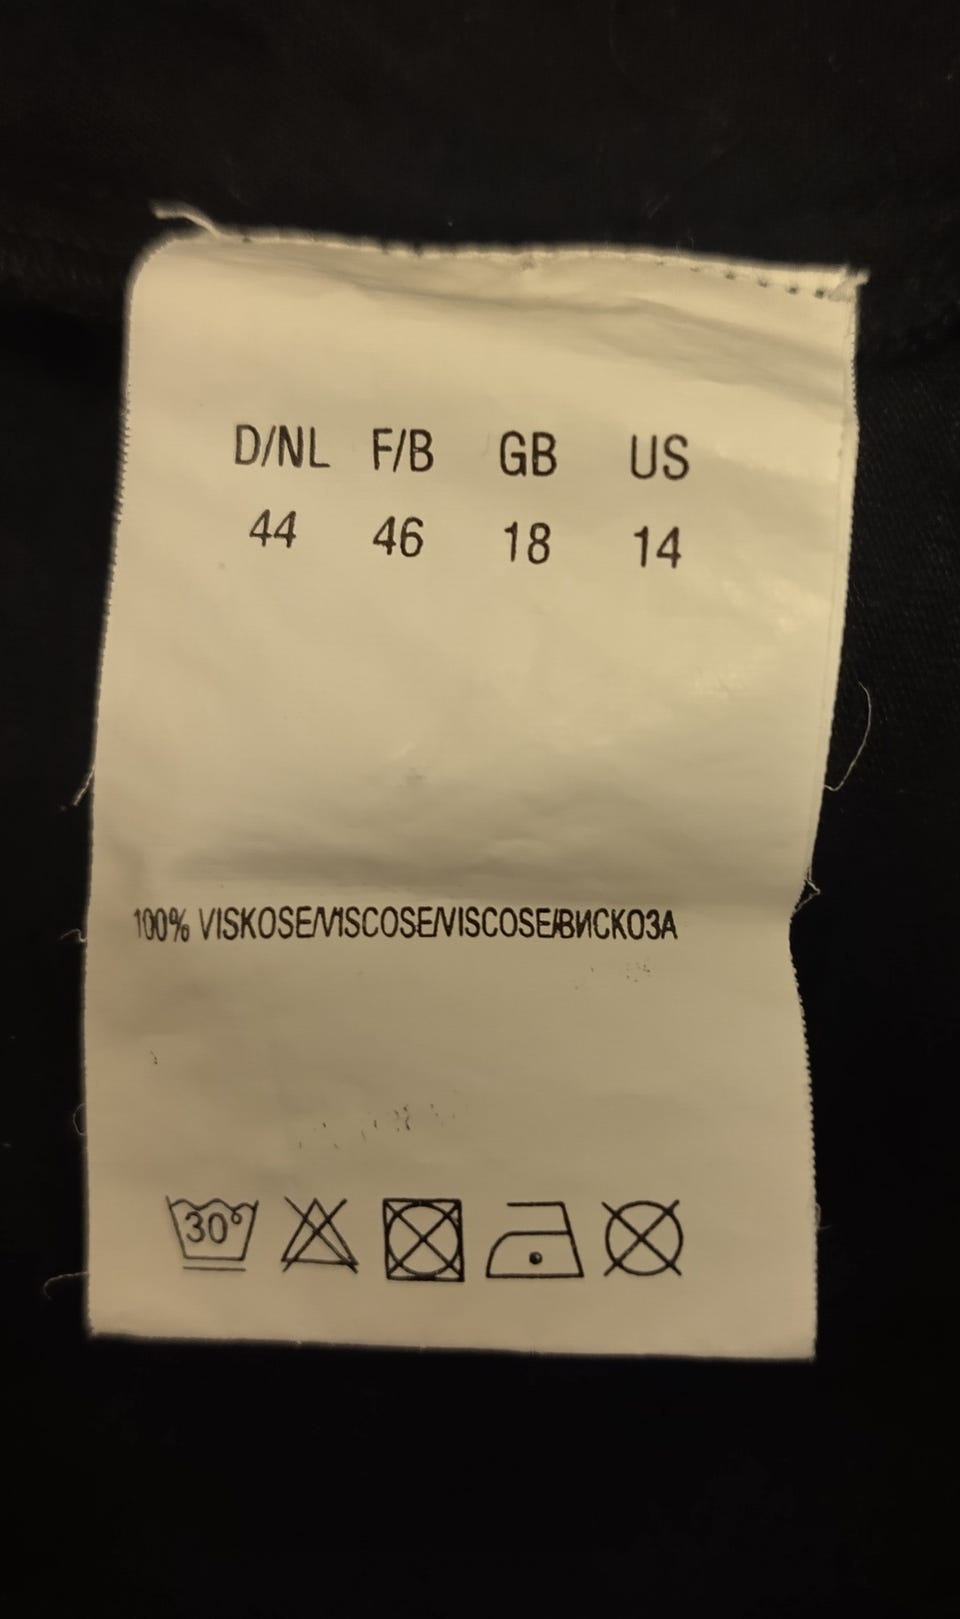 D/NL F/B GB US
44 46 18 14
100% VISKOSE/VISCOSE/VISCOSE/ВИСКОЗА
30°